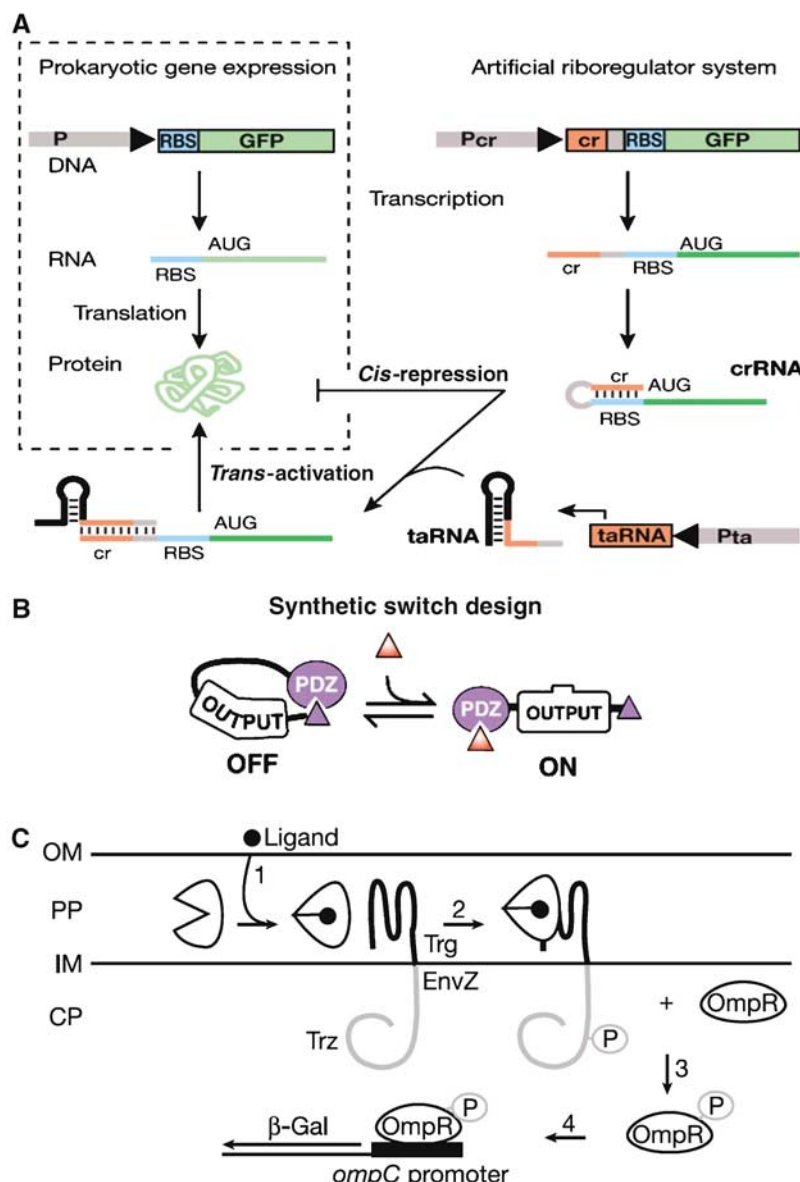 A
Prokaryotic gene expression
Artificial riboregulator system
P
RBS
GFP
DNA
Pcr
cr
RBS
GFP
Transcription
RNA
AUG
RBS
AUG
cr
RBS
Translation
Protein
Cis-repression
cr
AUG
crRNA
RBS
Trans-activation
AUG
cr
RBS
taRNA
taRNA
Pta
B
Synthetic switch design
PDZ
OUTPUT
OFF
PDZ
OUTPUT
ON
C
OM
Ligand
1
PP
2
Trg
IM
EnvZ
CP
Trz
P
+
OmpR
3
P
OmpR
4
P
OmpR
β-Gal
ompC promoter